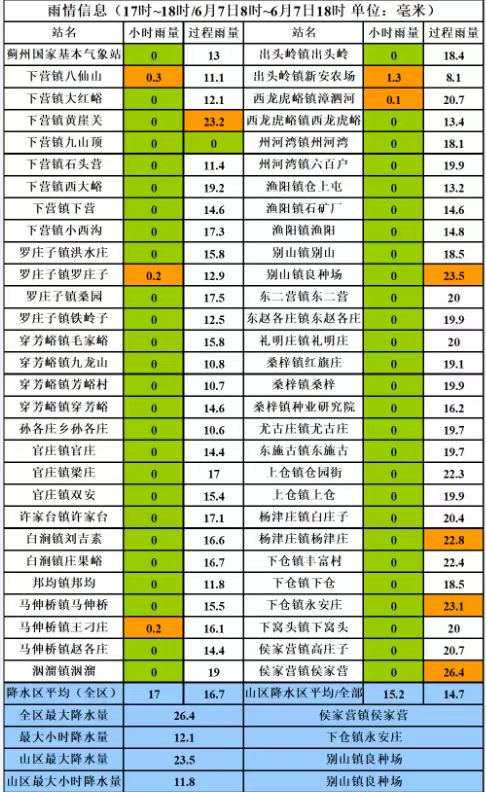 雨情信息（17时~18时/6月7日8时~6月7日18时 单位：毫米）
站名 小时雨量 过程雨量 站名 小时雨量 过程雨量
蓟州国家基本气象站 0 13 出头岭镇出头岭 0 18.4
下营镇八仙山 0.3 11.1 出头岭镇新安农场 1.3 8.1
下营镇大红峪 0 12.1 西龙虎峪镇漳泗河 0.1 20.7
下营镇黄崖关 0 23.2 西龙虎峪镇西龙虎峪 0 13.4
下营镇九山顶 0 0 州河湾镇州河湾 0 18.1
下营镇石头营 0 11.4 州河湾镇六百户 0 19.9
下营镇西大峪 0 19.2 渔阳镇仓上屯 0 13.2
下营镇下营 0 14.6 渔阳镇石矿厂 0 14.6
下营镇小西沟 0 17.3 渔阳镇渔阳 0 14.8
罗庄子镇洪水庄 0 15.8 别山镇别山 0 18.5
罗庄子镇罗庄子 0.2 12.9 别山镇良种场 0 23.5
罗庄子镇桑园 0 17.5 东二营镇东二营 0 20
罗庄子镇铁岭子 0 12.5 东赵各庄镇东赵各庄 0 19.9
穿芳峪镇毛家峪 0 15.8 礼明庄镇礼明庄 0 20
穿芳峪镇九龙山 0 10.8 桑梓镇红旗庄 0 19.1
穿芳峪镇芳峪村 0 10.7 桑梓镇桑梓 0 19.9
穿芳峪镇穿芳峪 0 14.6 桑梓镇种业研究院 0 16.2
孙各庄乡孙各庄 0 10.6 尤古庄镇尤古庄 0 19.7
官庄镇官庄 0 14.4 东施古镇东施古 0 19.7
官庄镇梁庄 0 17 上仓镇仓园街 0 22.3
官庄镇双安 0 15.4 上仓镇上仓 0 19.9
许家台镇许家台 0 17.1 杨津庄镇白庄子 0 20.4
白涧镇刘吉素 0 16.6 杨津庄镇杨津庄 0 22.8
白涧镇庄果峪 0 16.7 下仓镇丰富村 0 22.4
邦均镇邦均 0 11.8 下仓镇下仓 0 18.5
马伸桥镇马伸桥 0 15.5 下仓镇永安庄 0 23.1
马伸桥镇王刁庄 0.2 16.1 下窝头镇下窝头 0 20
马伸桥镇赵各庄 0 14.4 侯家营镇高庄子 0 20.7
洇溜镇洇溜 0 19 侯家营镇侯家营 0 26.4
降水区平均（全区） 17 16.7 山区降水区平均/全部 15.2 14.7
全区最大降水量 26.4 侯家营镇侯家营
最大小时降水量 12.1 下仓镇永安庄
山区最大降水量 23.5 别山镇良种场
山区最大小时降水量 11.8 别山镇良种场